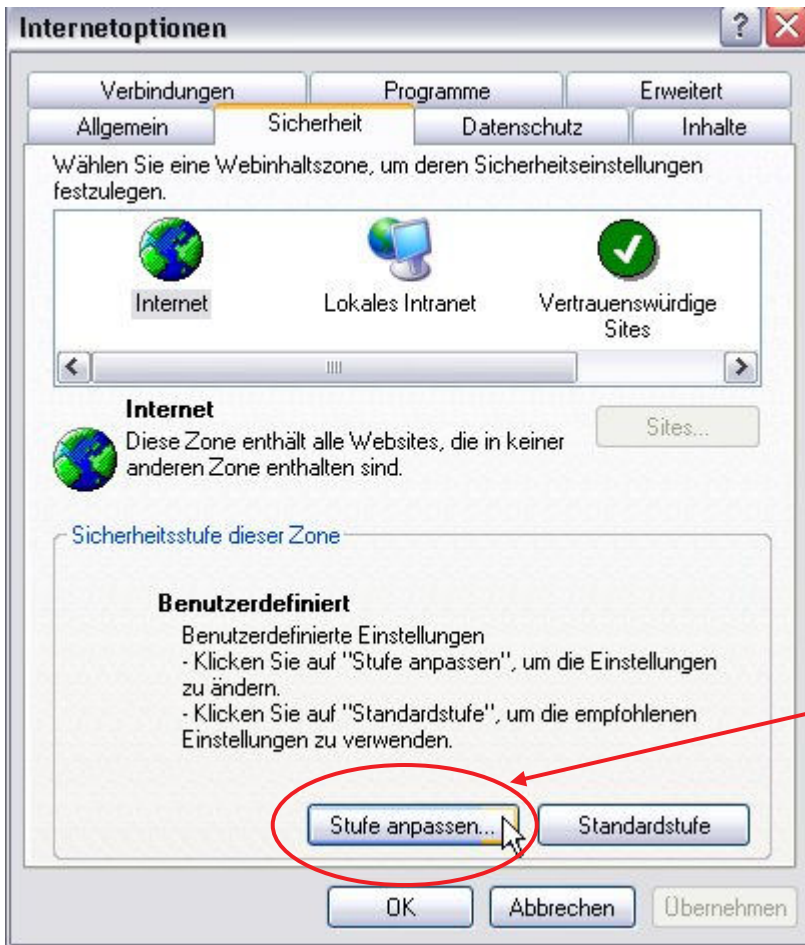 Internetoptionen
Verbindungen Programme Erweitert
Allgemein Sicherheit Datenschutz Inhalte
Wählen Sie eine Webinhaltszone, um deren Sicherheitseinstellungen
festzulegen.
Internet Lokales Intranet Vertrauenswürdige
Sites
Internet
Sites...
Diese Zone enthält alle Websites, die in keiner
anderen Zone enthalten sind.
Sicherheitsstufe dieser Zone
Benutzerdefiniert
Benutzerdefinierte Einstellungen
- Klicken Sie auf "Stufe anpassen", um die Einstellungen
zu ändern.
- Klicken Sie auf "Standardstufe", um die empfohlenen
Einstellungen zu verwenden.
Stufe anpassen... Standardstufe
OK Abbrechen Übernehmen